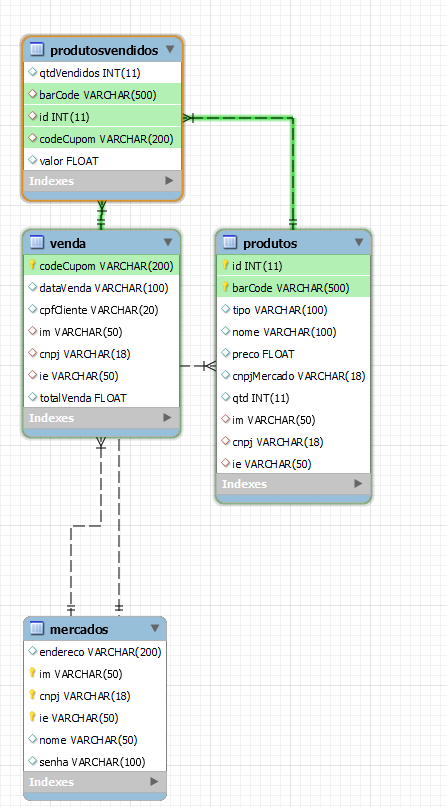 produtosvendidos
qtdVendidos INT(11)
barCode VARCHAR(500)
id INT(11)
codeCupom VARCHAR(200)
valor FLOAT
Indexes
venda
codeCupom VARCHAR(200)
dataVenda VARCHAR(100)
cpfCliente VARCHAR(20)
im VARCHAR(50)
cnpj VARCHAR(18)
ie VARCHAR(50)
totalVenda FLOAT
Indexes
produtos
id INT(11)
barCode VARCHAR(500)
tipo VARCHAR(100)
nome VARCHAR(100)
preco FLOAT
cnpjMercado VARCHAR(18)
qtd INT(11)
im VARCHAR(50)
cnpj VARCHAR(18)
ie VARCHAR(50)
Indexes
mercados
endereco VARCHAR(200)
im VARCHAR(50)
cnpj VARCHAR(18)
ie VARCHAR(50)
nome VARCHAR(50)
senha VARCHAR(100)
Indexes